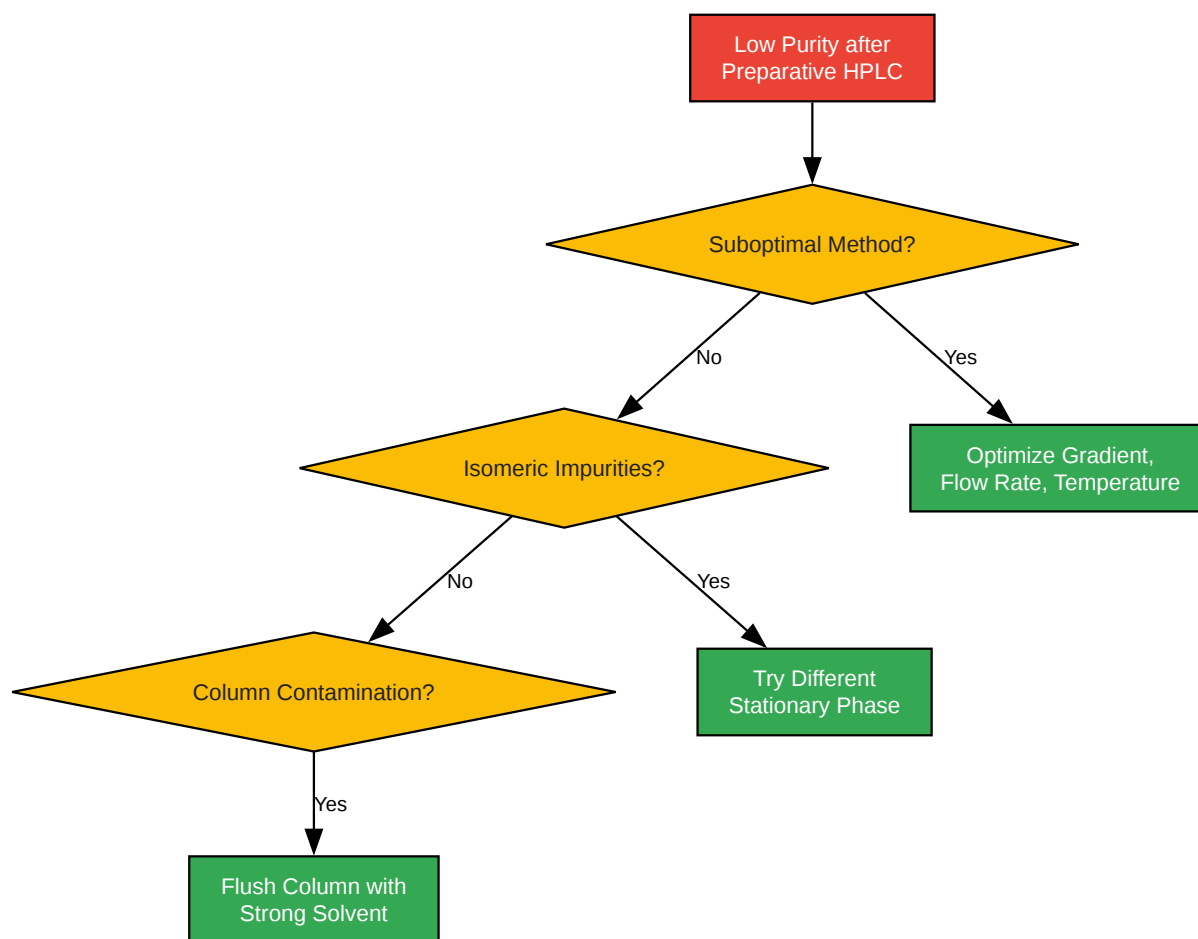 Low Purity after
Preparative HPLC
Suboptimal Method?
No
Yes
Isomeric Impurities?
Optimize Gradient,
Flow Rate, Temperature
No
Yes
Column Contamination?
Try Different
Stationary Phase
Yes
Flush Column with
Strong Solvent